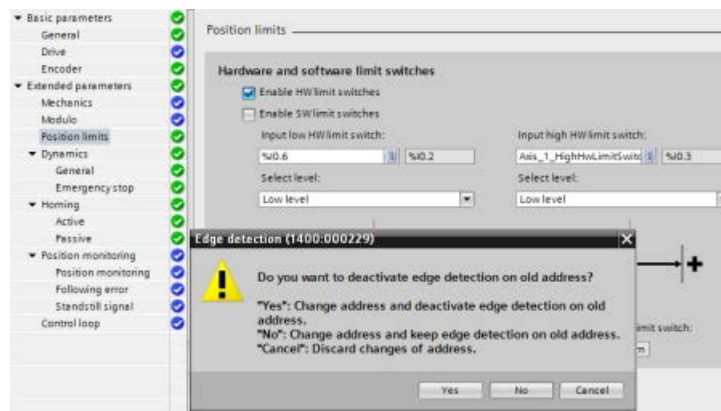 Basic parameters
General
Drive
Encoder
Extended parameters
Mechanics
Modulo
Position limits
Dynamics
General
Emergency stop
Homing
Active
Passive
Position monitoring
Position monitoring
Following error
Standstill signal
Control loop
Position limits
Hardware and software limit switches
Enable HW limit switches
Enable SW limit switches
Input low HW limit switch:
Input high HW limit switch:
%I0.6 %I0.2
Axis_1_HighHwLimitSwitc %I0.3
Select level:
Select level:
Low level
Low level
Edge detection (1400:000229)
Do you want to deactivate edge detection on old address?
"Yes": Change address and deactivate edge detection on old
address.
"No": Change address and keep edge detection on old address.
"Cancel": Discard changes of address.
Yes No Cancel
limit switch:
m